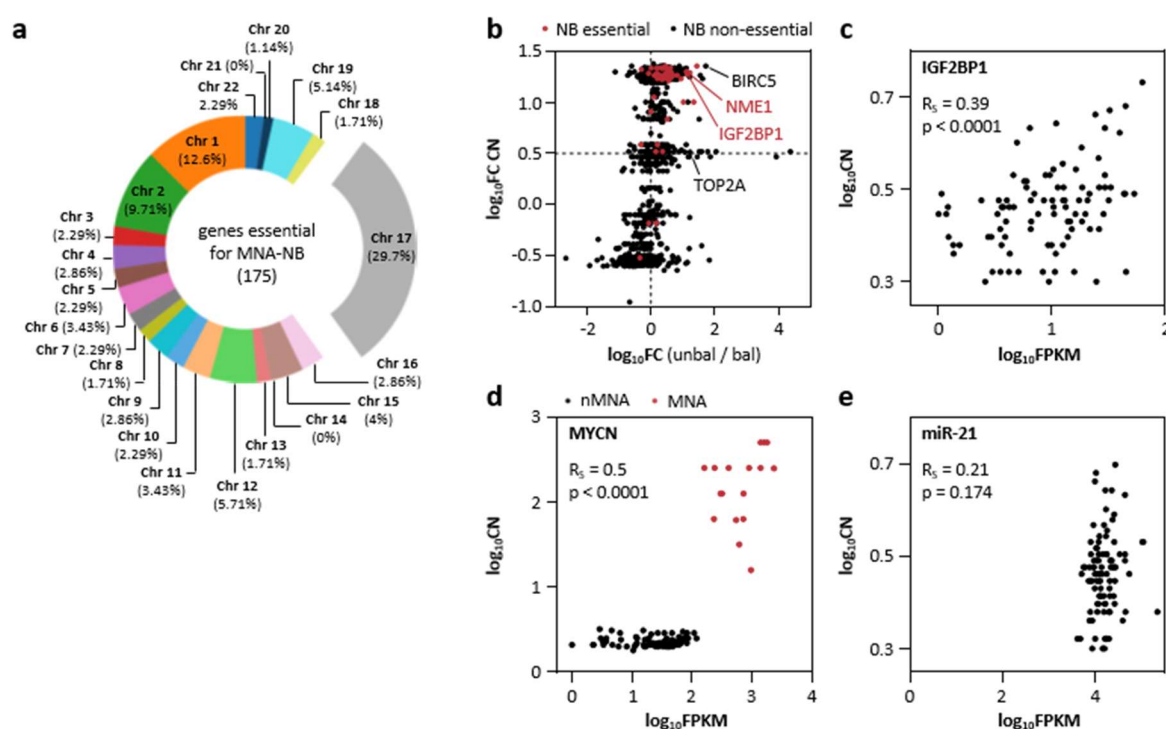 a
Chr 20
(1.14%)
Chr 21 (0%)
Chr 22
2.29%
Chr 19
(5.14%)
Chr 18
(1.71%)
Chr 1
(12.6%)
Chr 2
(9.71%)
Chr 3
(2.29%)
Chr 4
(2.86%)
Chr 5
(2.29%)
Chr 6 (3.43%)
Chr 7 (2.29%)
Chr 8
(1.71%)
Chr 9
(2.86%)
Chr 10
(2.29%)
Chr 11
(3.43%)
Chr 12
(5.71%)
Chr 13
(1.71%)
Chr 14
(0%)
Chr 15
(4%)
Chr 16
(2.86%)
Chr 17
(29.7%)
genes essential
for MNA-NB
(175)
b
NB essential NB non-essential
1.5
1.0
0.5
0.0
-0.5
-1.0
log₁₀FC CN
BIRC5
NME1
IGF2BP1
TOP2A
-2 0 2 4
log₁₀FC (unbal / bal)
c
IGF2BP1
Rₛ = 0.39
p < 0.0001
0.7
0.5
0.3
log₁₀CN
0 1 2
log₁₀FPKM
d
nMNA MNA
MYCN
Rₛ = 0.5
p < 0.0001
3
2
1
0
log₁₀CN
0 1 2 3 4
log₁₀FPKM
e
miR-21
Rₛ = 0.21
p = 0.174
0.7
0.5
0.3
log₁₀CN
0 2 4
log₁₀FPKM